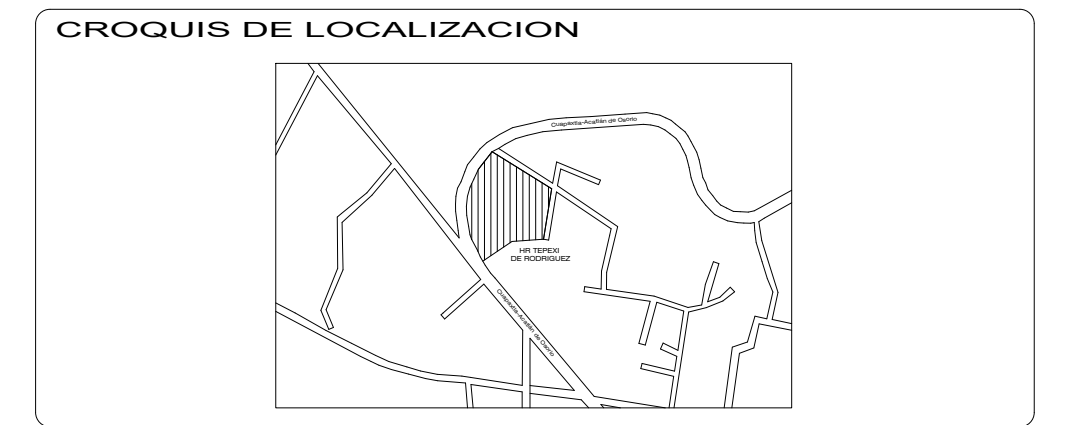 CROQUIS DE LOCALIZACION
Cuapiaxtla-Acatlán de Osorio
HR TEPEXI
DE RODRIGUEZ
Cuapiaxtla-Acatlán de Osorio